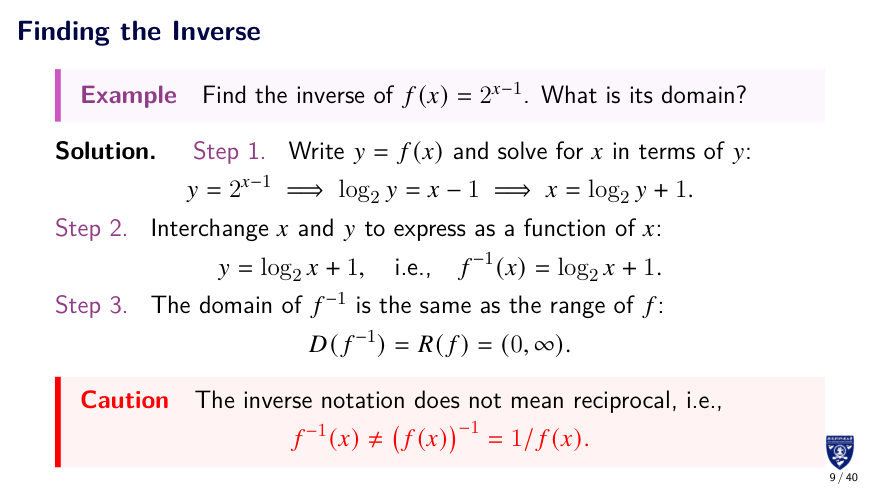 Finding the Inverse
Example Find the inverse of f(x) = 2^{x−1}. What is its domain?
Solution. Step 1. Write y = f(x) and solve for x in terms of y:
y = 2^{x−1} ⟹ log₂ y = x − 1 ⟹ x = log₂ y + 1.
Step 2. Interchange x and y to express as a function of x:
y = log₂ x + 1, i.e., f⁻¹(x) = log₂ x + 1.
Step 3. The domain of f⁻¹ is the same as the range of f:
D(f⁻¹) = R(f) = (0, ∞).
Caution The inverse notation does not mean reciprocal, i.e.,
f⁻¹(x) ≠ (f(x))⁻¹ = 1/f(x).
9 / 40